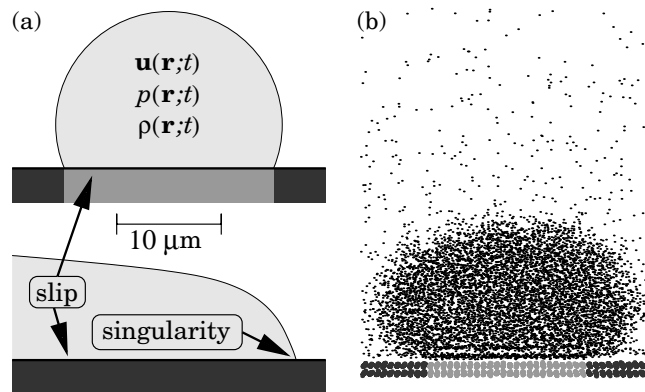 (a)
u(r;t)
p(r;t)
ρ(r;t)
10 μm
slip
singularity
(b)